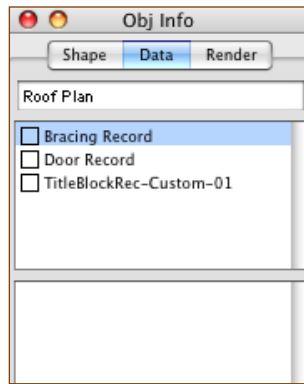 Obj Info
Shape Data Render
Roof Plan
Bracing Record
Door Record
TitleBlockRec-Custom-01